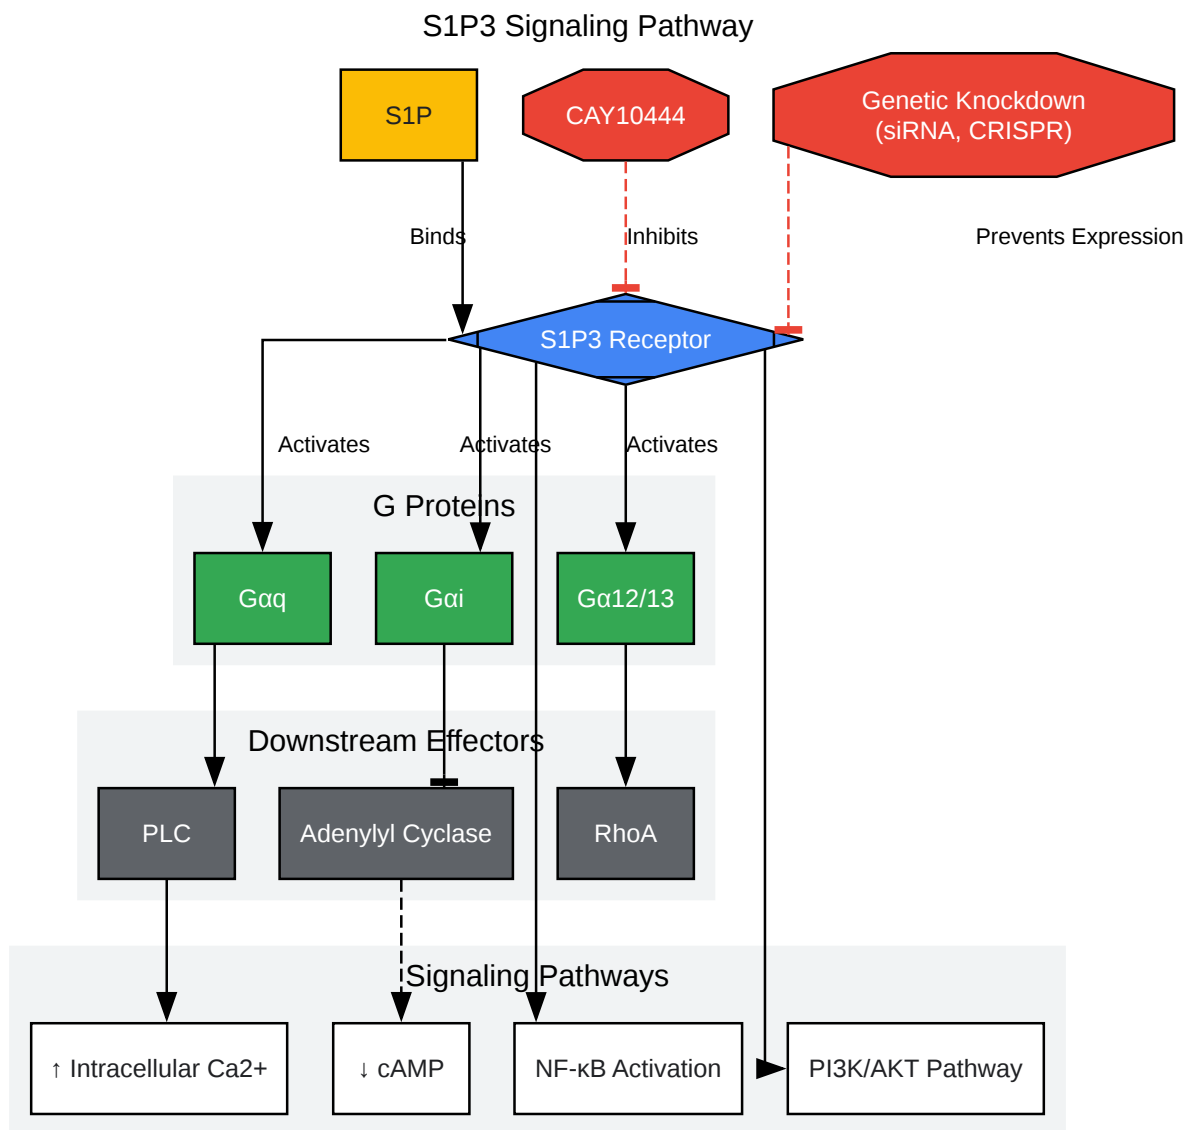 S1P3 Signaling Pathway
S1P
CAY10444
Genetic Knockdown
(siRNA, CRISPR)
Binds
Inhibits
Prevents Expression
S1P3 Receptor
Activates
Activates
Activates
G Proteins
Gαq
Gαi
Gα12/13
Downstream Effectors
PLC
Adenylyl Cyclase
RhoA
Signaling Pathways
↑ Intracellular Ca2+
↓ cAMP
NF-κB Activation
PI3K/AKT Pathway